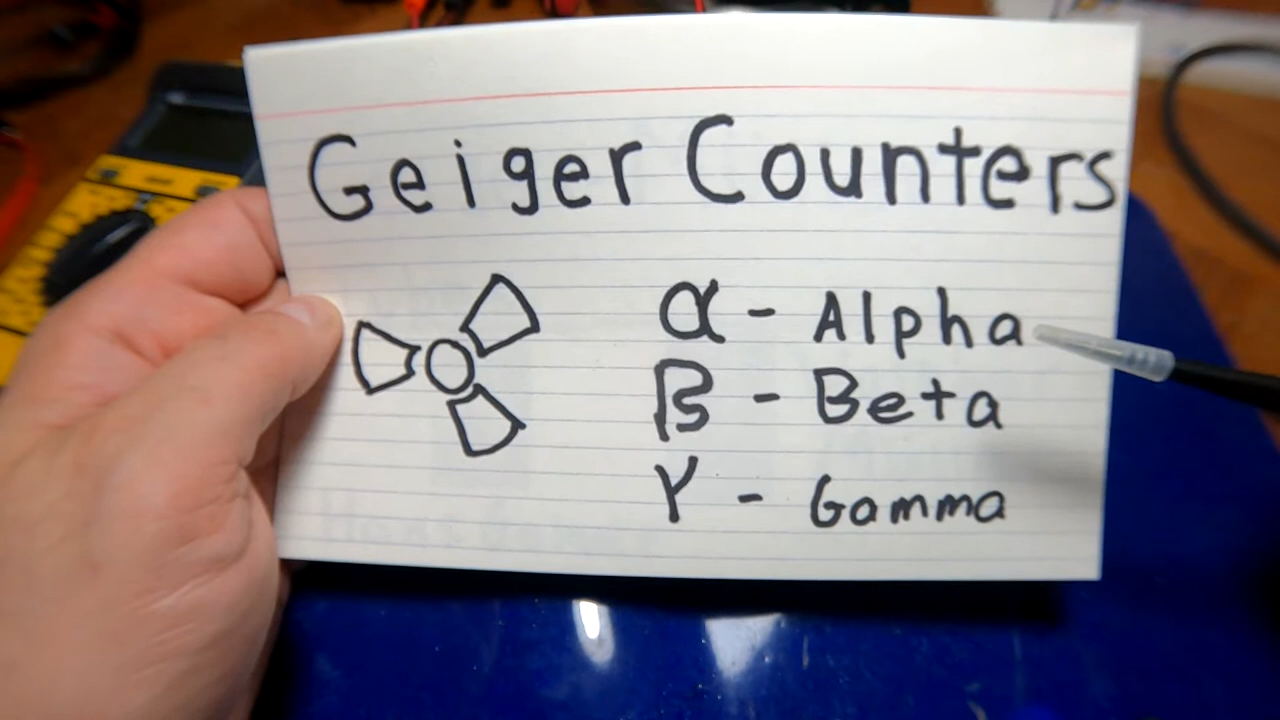 Geiger Counters
α - Alpha
β - Beta
γ - Gamma